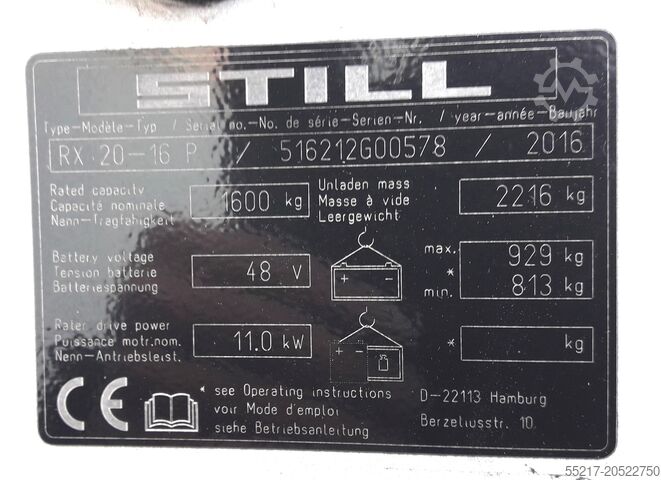 STILL
Type-Modèle-Typ / Serial no.-No. de série-Serien-Nr. / year-année-Baujahr
RX 20-16 P / 516212G00578 / 2016
Rated capacity
Capacité nominale
Nenn-Tragfähigkeit
1600 kg
Unladen mass
Masse à vide
Leergewicht
2216 kg
Battery voltage
Tension batterie
Batteriespannung
48 V
+ -
max. 929 kg
*
min. 813 kg
Rater drive power
Puissance motr.nom.
Nenn-Antriebsleist.
11.0 kW
+ -
* kg
CE
* see Operating instructions
voir Mode d'emploi
siehe Betriebsanleitung
D-22113 Hamburg
Berzeliusstr. 10
55217-20522750